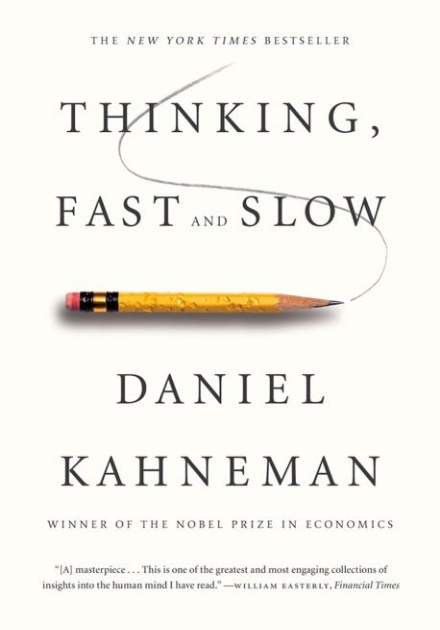 THE NEW YORK TIMES BESTSELLER
THINKING,
FAST AND SLOW
DANIEL
KAHNEMAN
WINNER OF THE NOBEL PRIZE IN ECONOMICS
“[A] masperpiece . . . This is one of the greatest and most engaging collections of
insights into the human mind I have read.” —WILLIAM EASTERLY, Financial Times